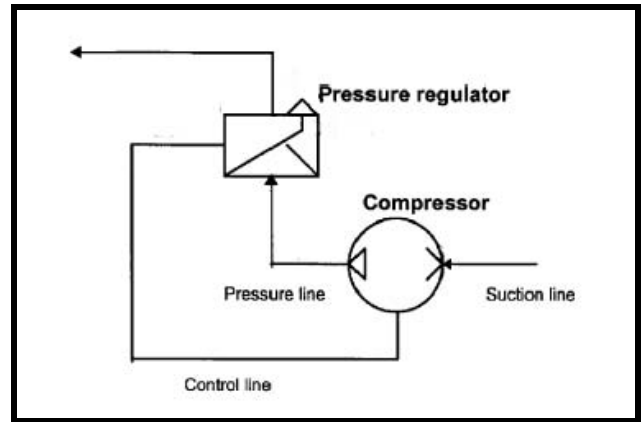 Pressure regulator
Compressor
Pressure line
Suction line
Control line